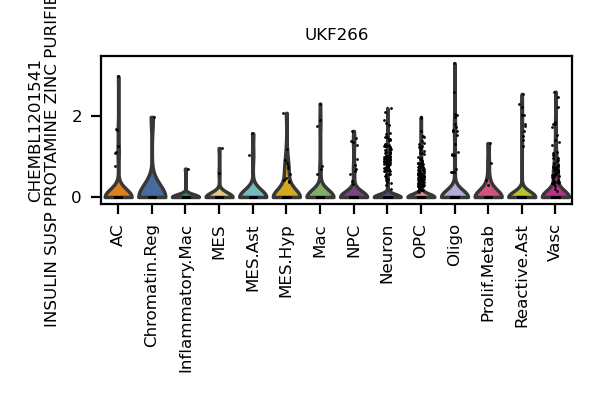 UKF266
CHEMBL1201541
INSULIN SUSP PROTAMINE ZINC PURIFIE
2
0
AC
Chromatin.Reg
Inflammatory.Mac
MES
MES.Ast
MES.Hyp
Mac
NPC
Neuron
OPC
Oligo
Prolif.Metab
Reactive.Ast
Vasc